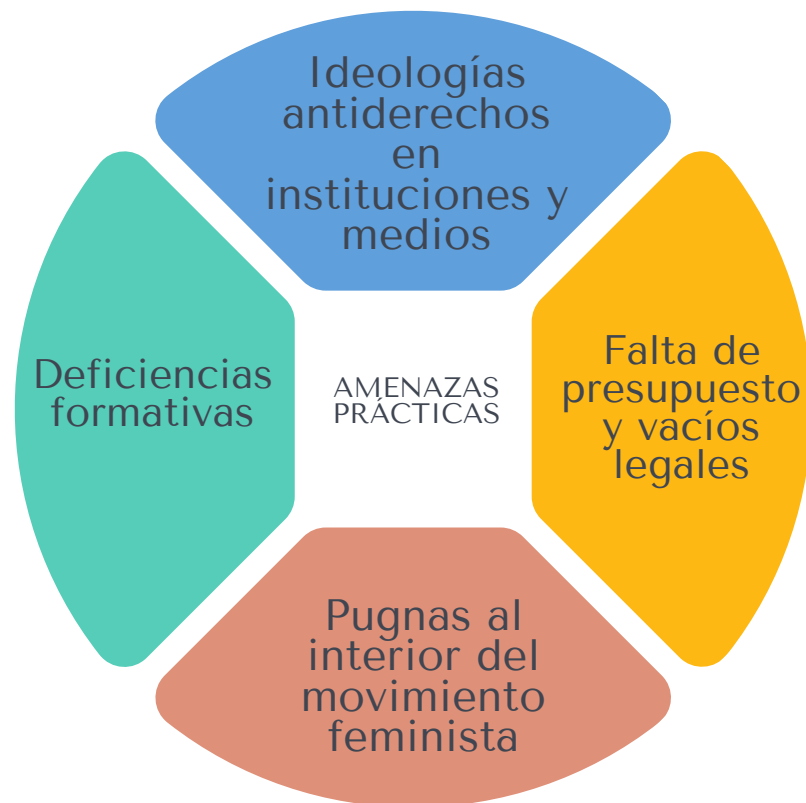 Ideologías
antiderechos
en
instituciones y
medios
Deficiencias
formativas
AMENAZAS
PRÁCTICAS
Falta de
presupuesto
y vacíos
legales
Pugnas al
interior del
movimiento
feminista